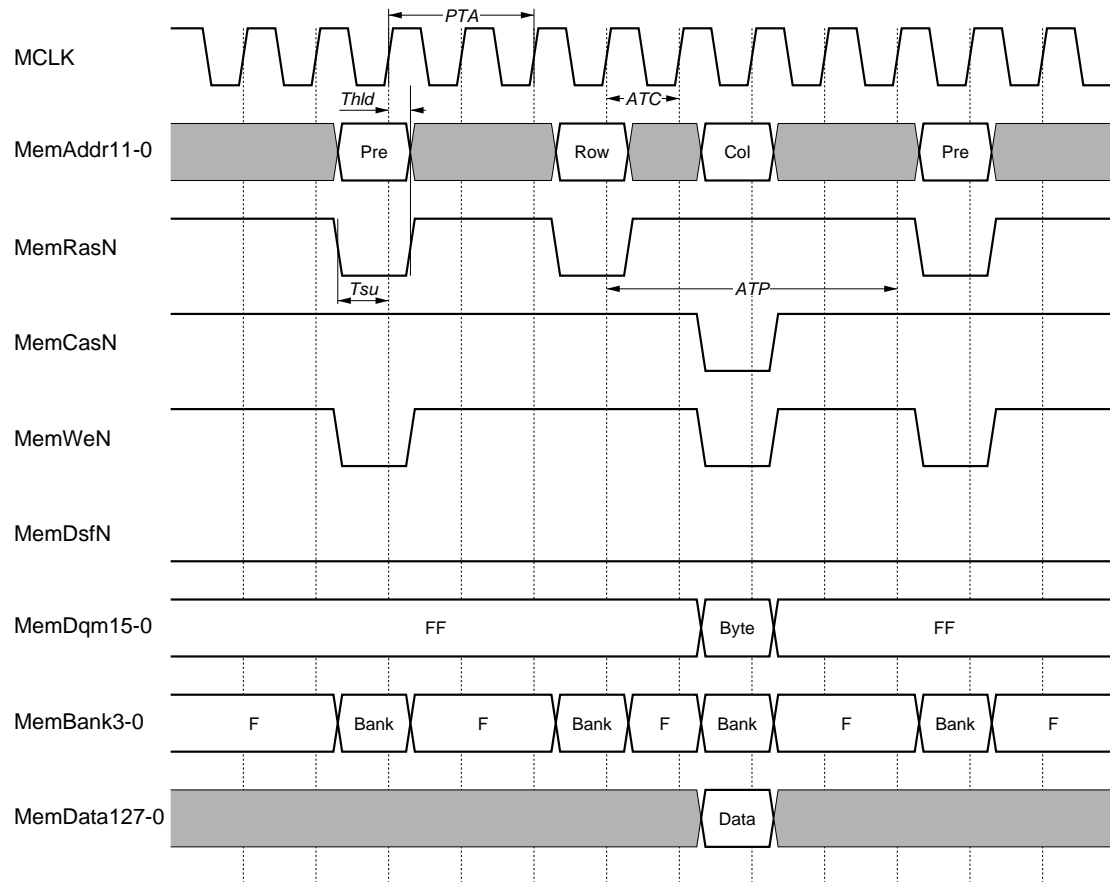 PTA
MCLK
Thld
ATC
MemAddr11-0
Pre
Row
Col
Pre
MemRasN
Tsu
ATP
MemCasN
MemWeN
MemDsfN
MemDqm15-0
FF
Byte
FF
MemBank3-0
F
Bank
F
Bank
F
Bank
F
Bank
F
MemData127-0
Data